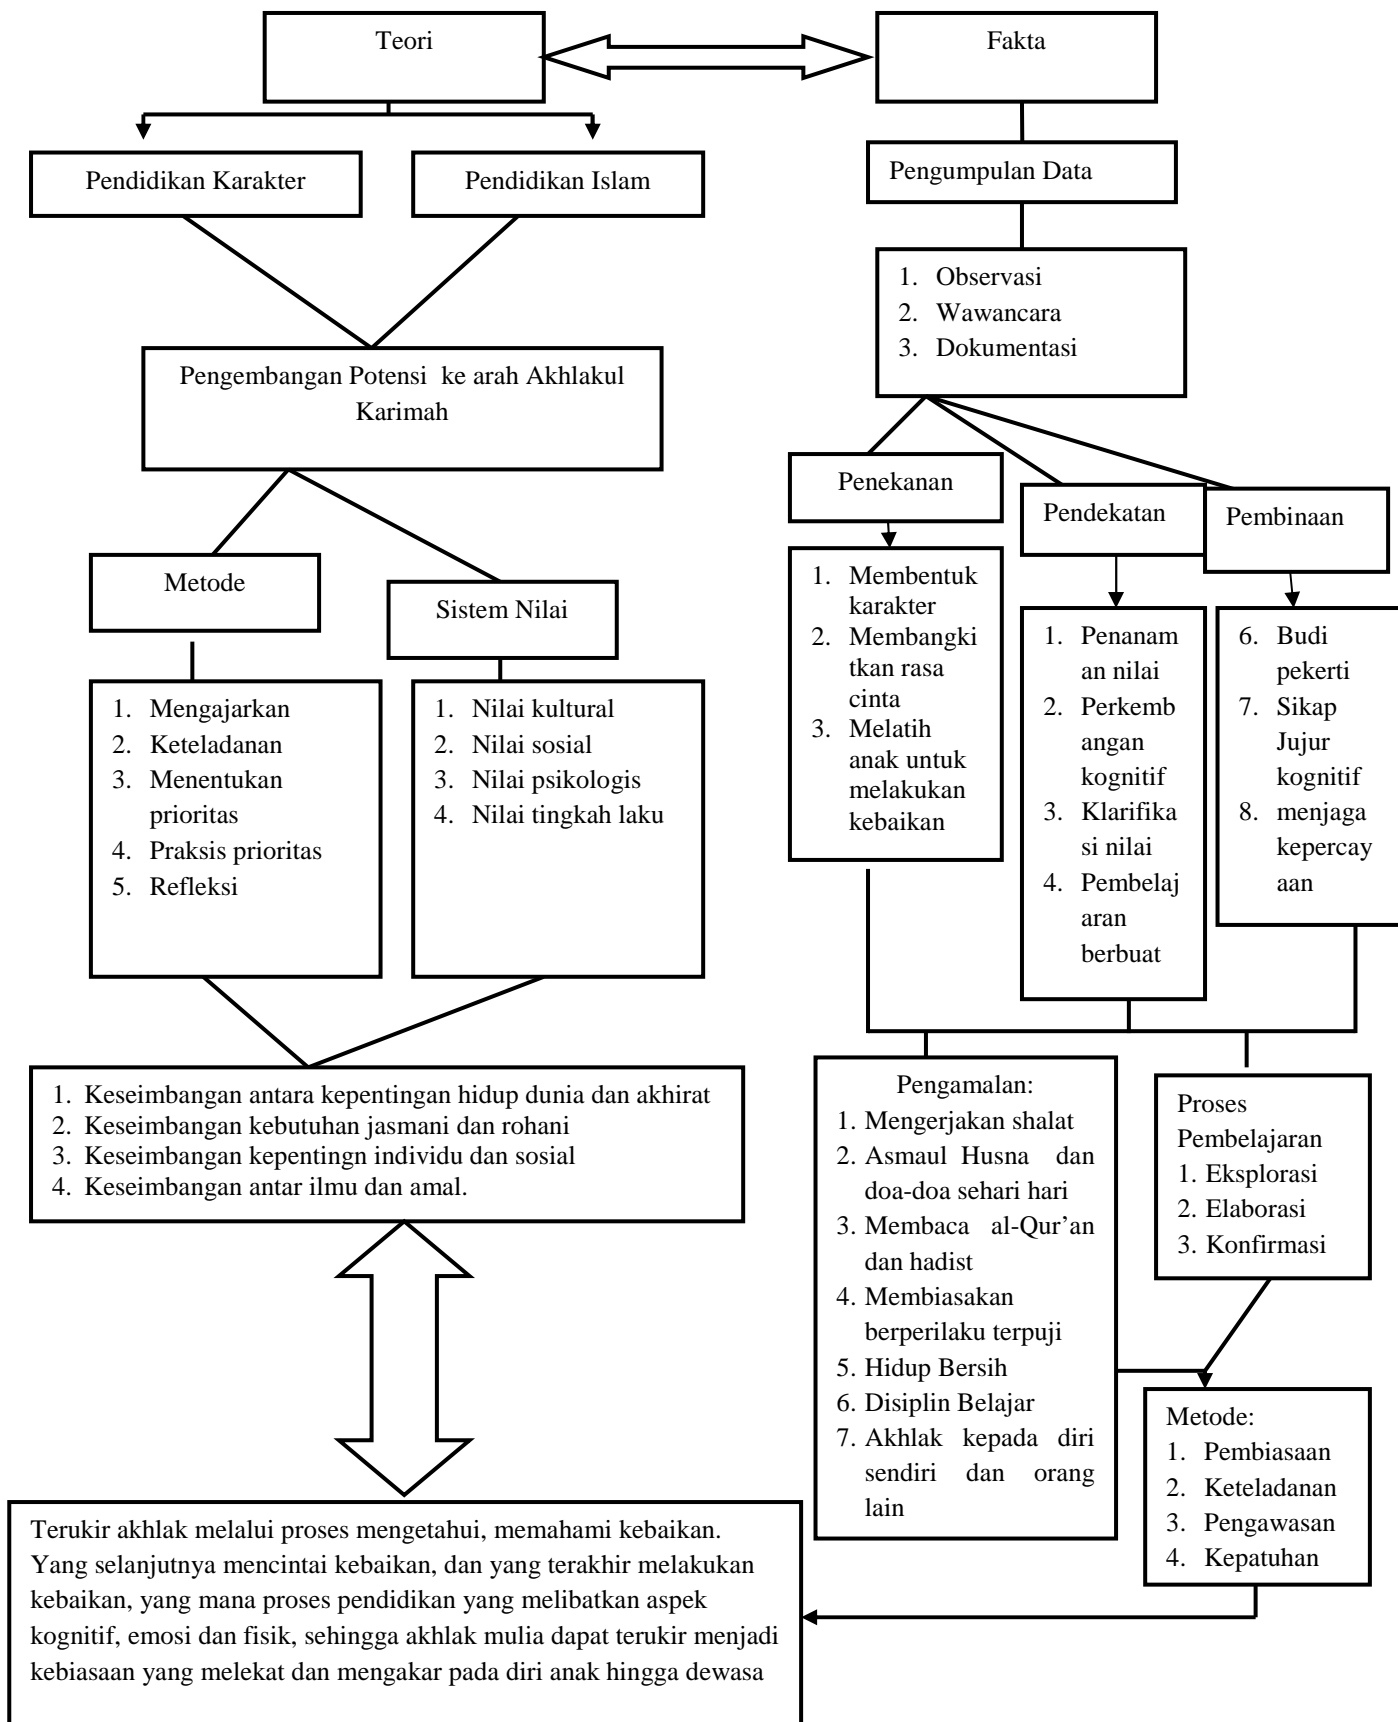 Teori
Fakta
Pendidikan Karakter
Pendidikan Islam
Pengumpulan Data
1. Observasi
2. Wawancara
3. Dokumentasi
Pengembangan Potensi ke arah Akhlakul
Karimah
Penekanan
Pendekatan
Pembinaan
Metode
Sistem Nilai
1. Mengajarkan
2. Keteladanan
3. Menentukan
prioritas
4. Praksis prioritas
5. Refleksi
1. Nilai kultural
2. Nilai sosial
3. Nilai psikologis
4. Nilai tingkah laku
1. Membentuk
karakter
2. Membangki
tkan rasa
cinta
3. Melatih
anak untuk
melakukan
kebaikan
1. Penanam
an nilai
2. Perkemb
angan
kognitif
3. Klarifika
si nilai
4. Pembelaj
aran
berbuat
6. Budi
pekerti
7. Sikap
Jujur
kognitif
8. menjaga
kepercay
aan
1. Keseimbangan antara kepentingan hidup dunia dan akhirat
2. Keseimbangan kebutuhan jasmani dan rohani
3. Keseimbangan kepentingn individu dan sosial
4. Keseimbangan antar ilmu dan amal.
Pengamalan:
1. Mengerjakan shalat
2. Asmaul Husna dan
doa-doa sehari hari
3. Membaca al-Qur’an
dan hadist
4. Membiasakan
berperilaku terpuji
5. Hidup Bersih
6. Disiplin Belajar
7. Akhlak kepada diri
sendiri dan orang
lain
Proses
Pembelajaran
1. Eksplorasi
2. Elaborasi
3. Konfirmasi
Metode:
1. Pembiasaan
2. Keteladanan
3. Pengawasan
4. Kepatuhan
Terukir akhlak melalui proses mengetahui, memahami kebaikan.
Yang selanjutnya mencintai kebaikan, dan yang terakhir melakukan
kebaikan, yang mana proses pendidikan yang melibatkan aspek
kognitif, emosi dan fisik, sehingga akhlak mulia dapat terukir menjadi
kebiasaan yang melekat dan mengakar pada diri anak hingga dewasa